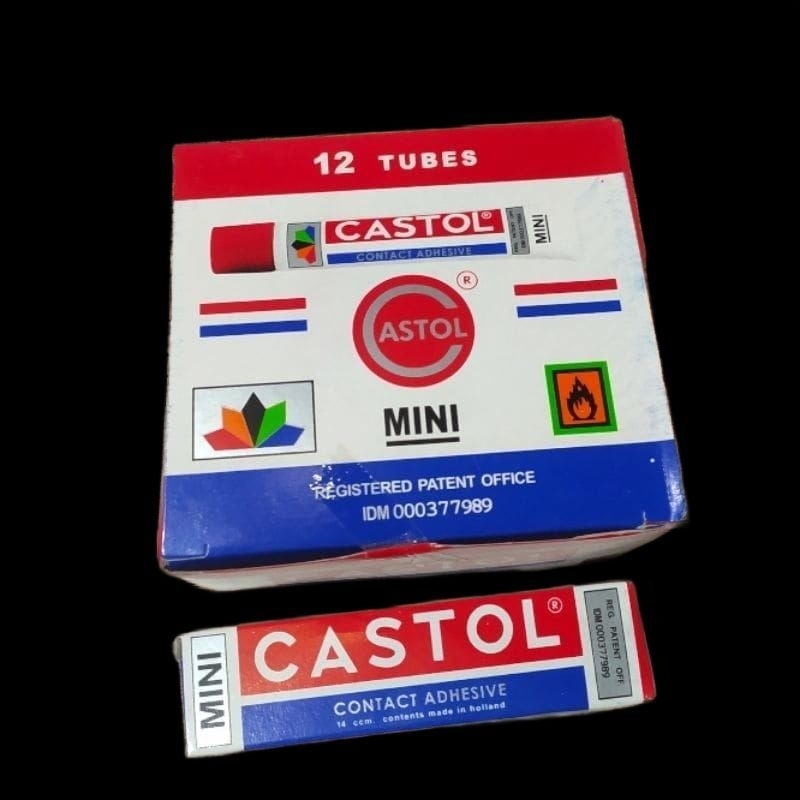 12 TUBES
CASTOL®
CONTACT ADHESIVE
MINI
®
CASTOL
MINI
REGISTERED PATENT OFFICE
IDM 000377989
MINI
CASTOL®
CONTACT ADHESIVE
14 ccm. contents made in holland
REG. PATENT OFF
IDM 000377989